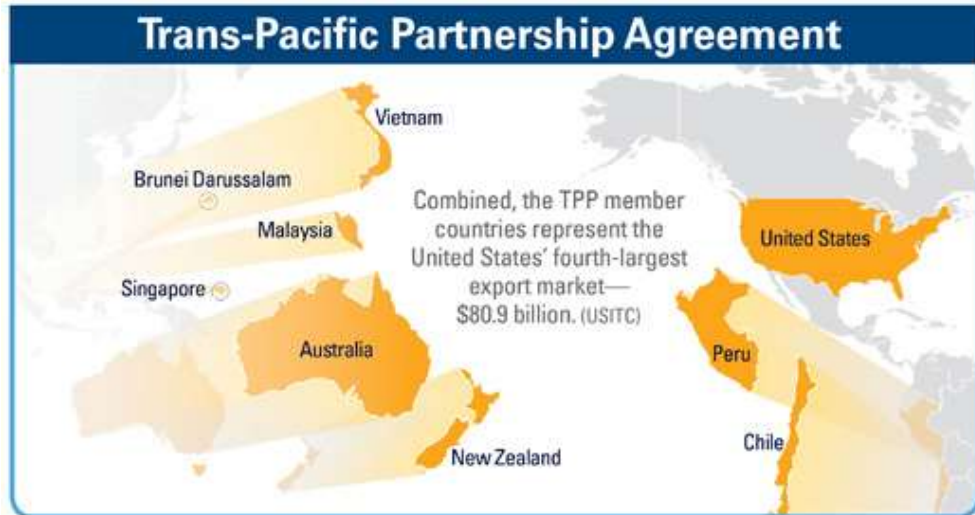 Trans-Pacific Partnership Agreement
Vietnam
Brunei Darussalam
Malaysia
Singapore
Australia
New Zealand
Combined, the TPP member
countries represent the
United States' fourth-largest
export market—
$80.9 billion. (USITC)
United States
Peru
Chile